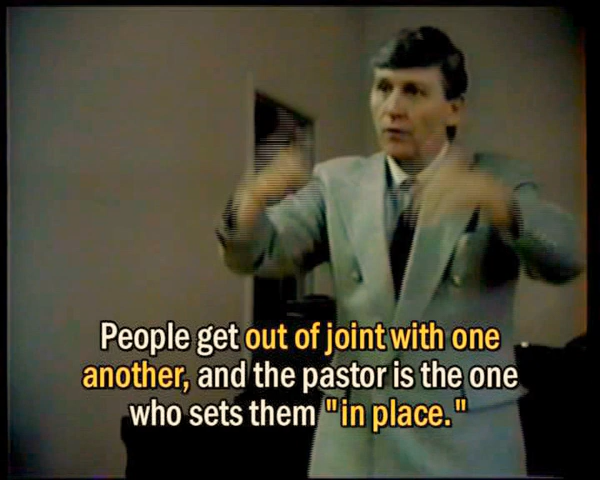 People get out of joint with one
another, and the pastor is the one
who sets them "in place."